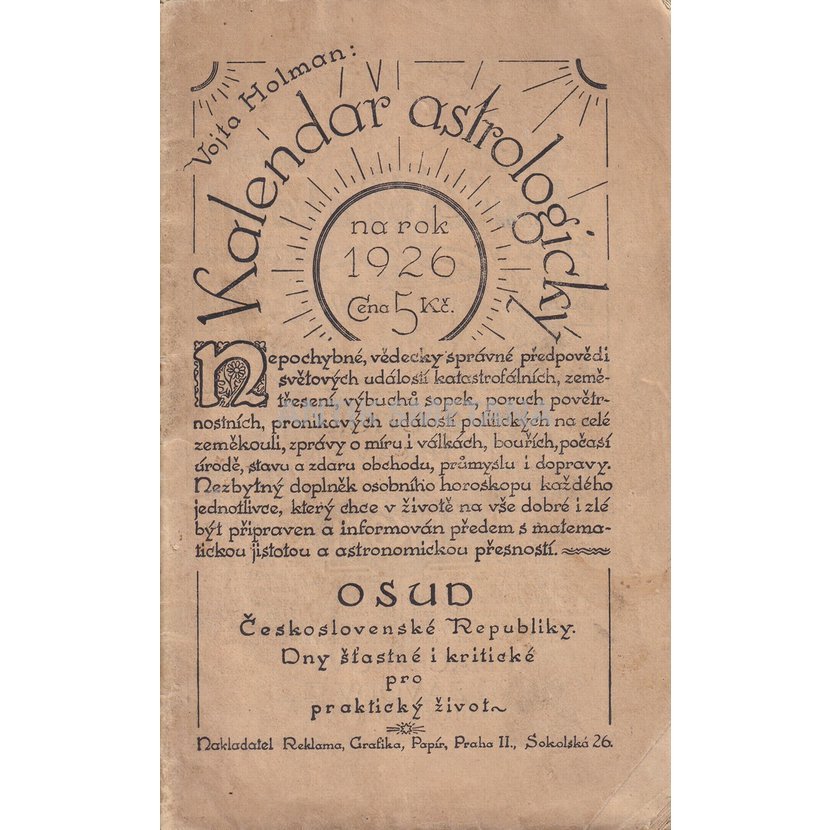 Vojta Holman:
Kalendář astrologický
na rok
1926
Cena 5 Kč.
Nepochybné, vědecky správné předpovědi
světových událostí katastrofálních, země-
třesení, výbuchů sopek, poruch povětr-
nostních, pronikavých událostí politických na celé
zeměkouli, zprávy o míru i válkách, bouřích, počasí
úrodě, stavu a zdaru obchodu, průmyslu i dopravy.
Nezbytný doplněk osobního horoskopu každého
jednotlivce, který chce v životě na vše dobré i zlé
být připraven a informován předem s matema-
tickou jistotou a astronomickou přesností.
OSUD
Československé Republiky.
Dny šťastné i kritické
pro
praktický život
Nakladatel Reklama, Grafika, Papír, Praha II., Sokolská 26.